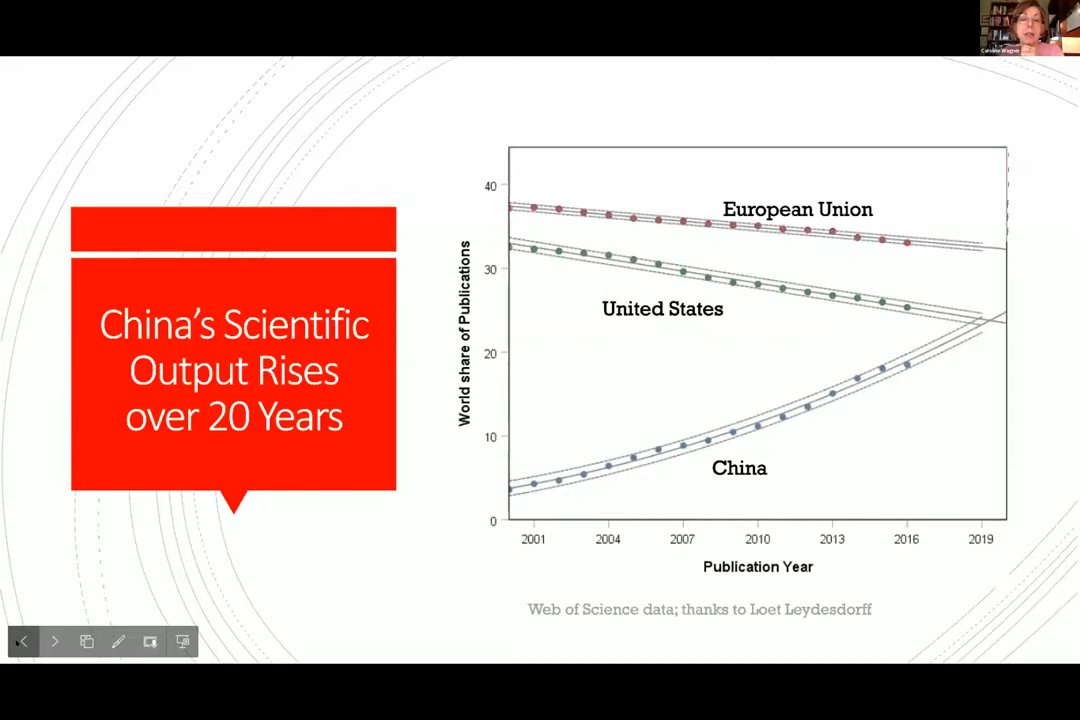 Caroline Wagner
China's Scientific
Output Rises
over 20 Years
World share of Publications
40
30
20
10
0
European Union
United States
China
2001 2004 2007 2010 2013 2016 2019
Publication Year
Web of Science data; thanks to Loet Leydesdorff